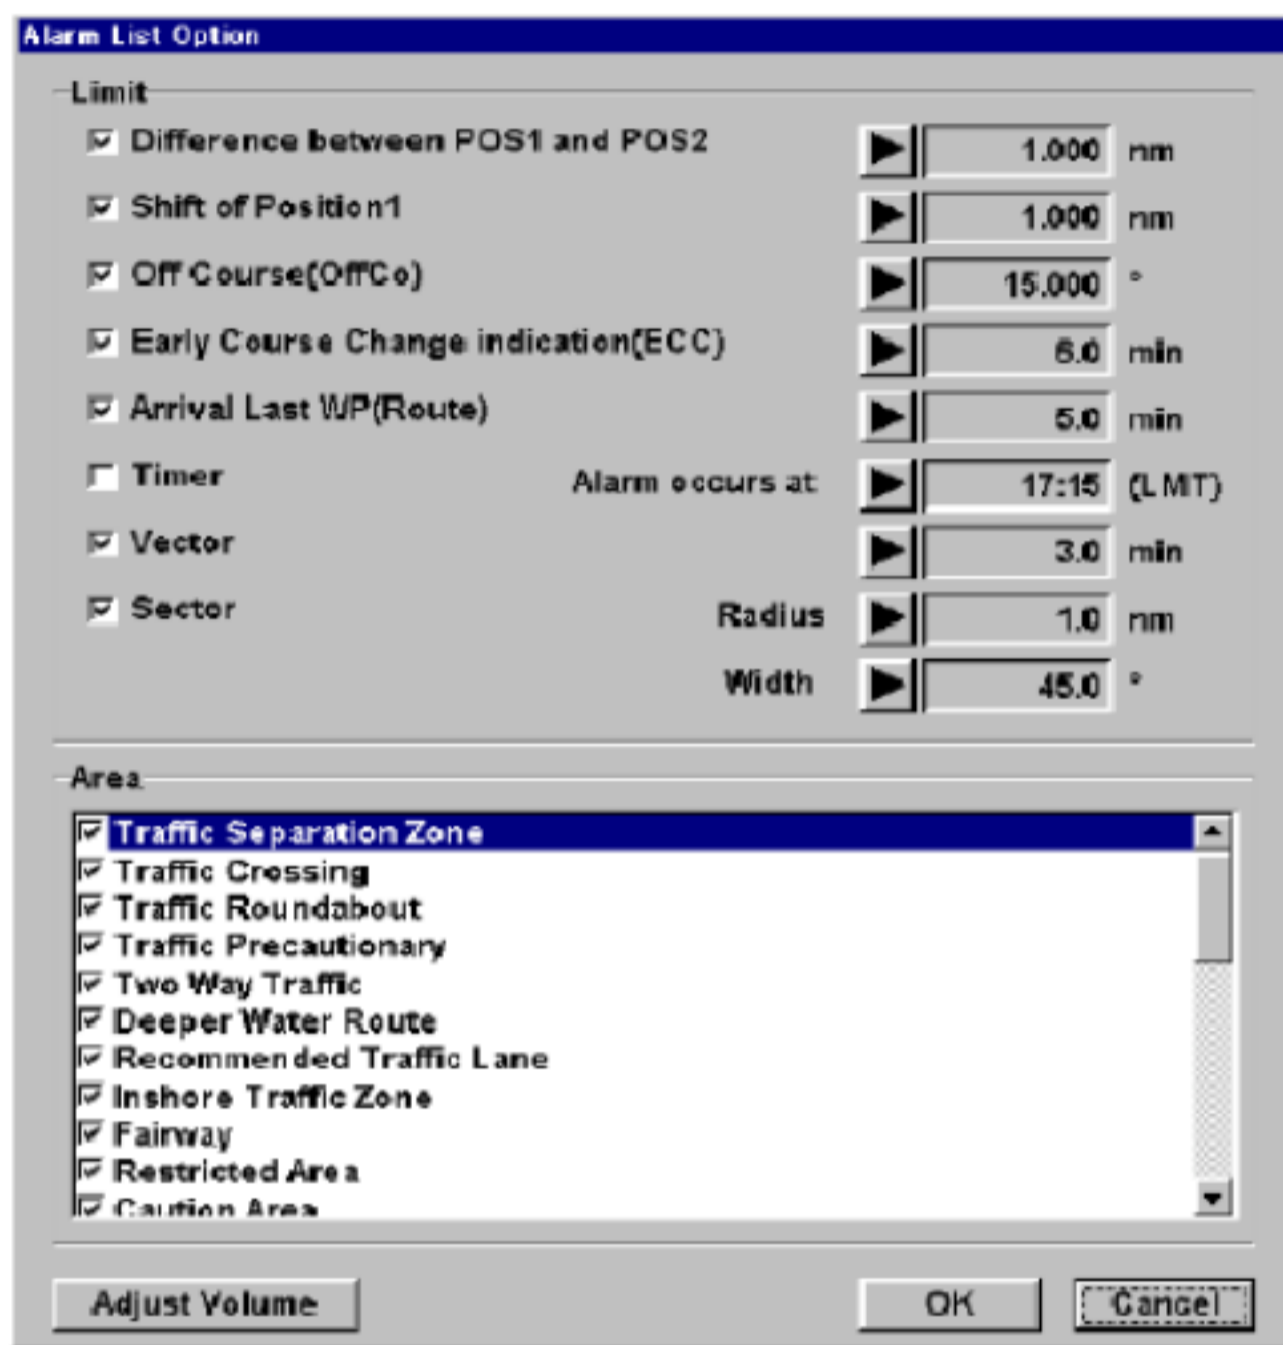 Alarm List Option
Limit
Difference between POS1 and POS2 1.000 nm
Shift of Position1 1.000 nm
Off Course(OffCo) 15.000 °
Early Course Change indication(ECC) 6.0 min
Arrival Last WP(Route) 5.0 min
Timer Alarm occurs at 17:15 (LMT)
Vector 3.0 min
Sector Radius 1.0 nm
Width 45.0 °
Area
Traffic Separation Zone
Traffic Crossing
Traffic Roundabout
Traffic Precautionary
Two Way Traffic
Deeper Water Route
Recommended Traffic Lane
Inshore Traffic Zone
Fairway
Restricted Area
Caution Area
Adjust Volume OK Cancel